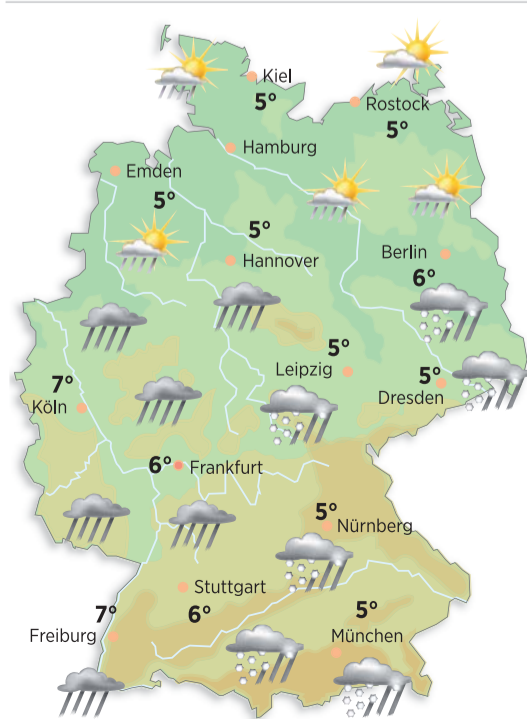 Kiel
5°
Rostock
5°
Hamburg
Emden
5°
5°
Hannover
Berlin
6°
5°
Leipzig
5°
Dresden
7°
Köln
6°
Frankfurt
5°
Nürnberg
Stuttgart
6°
7°
Freiburg
5°
München